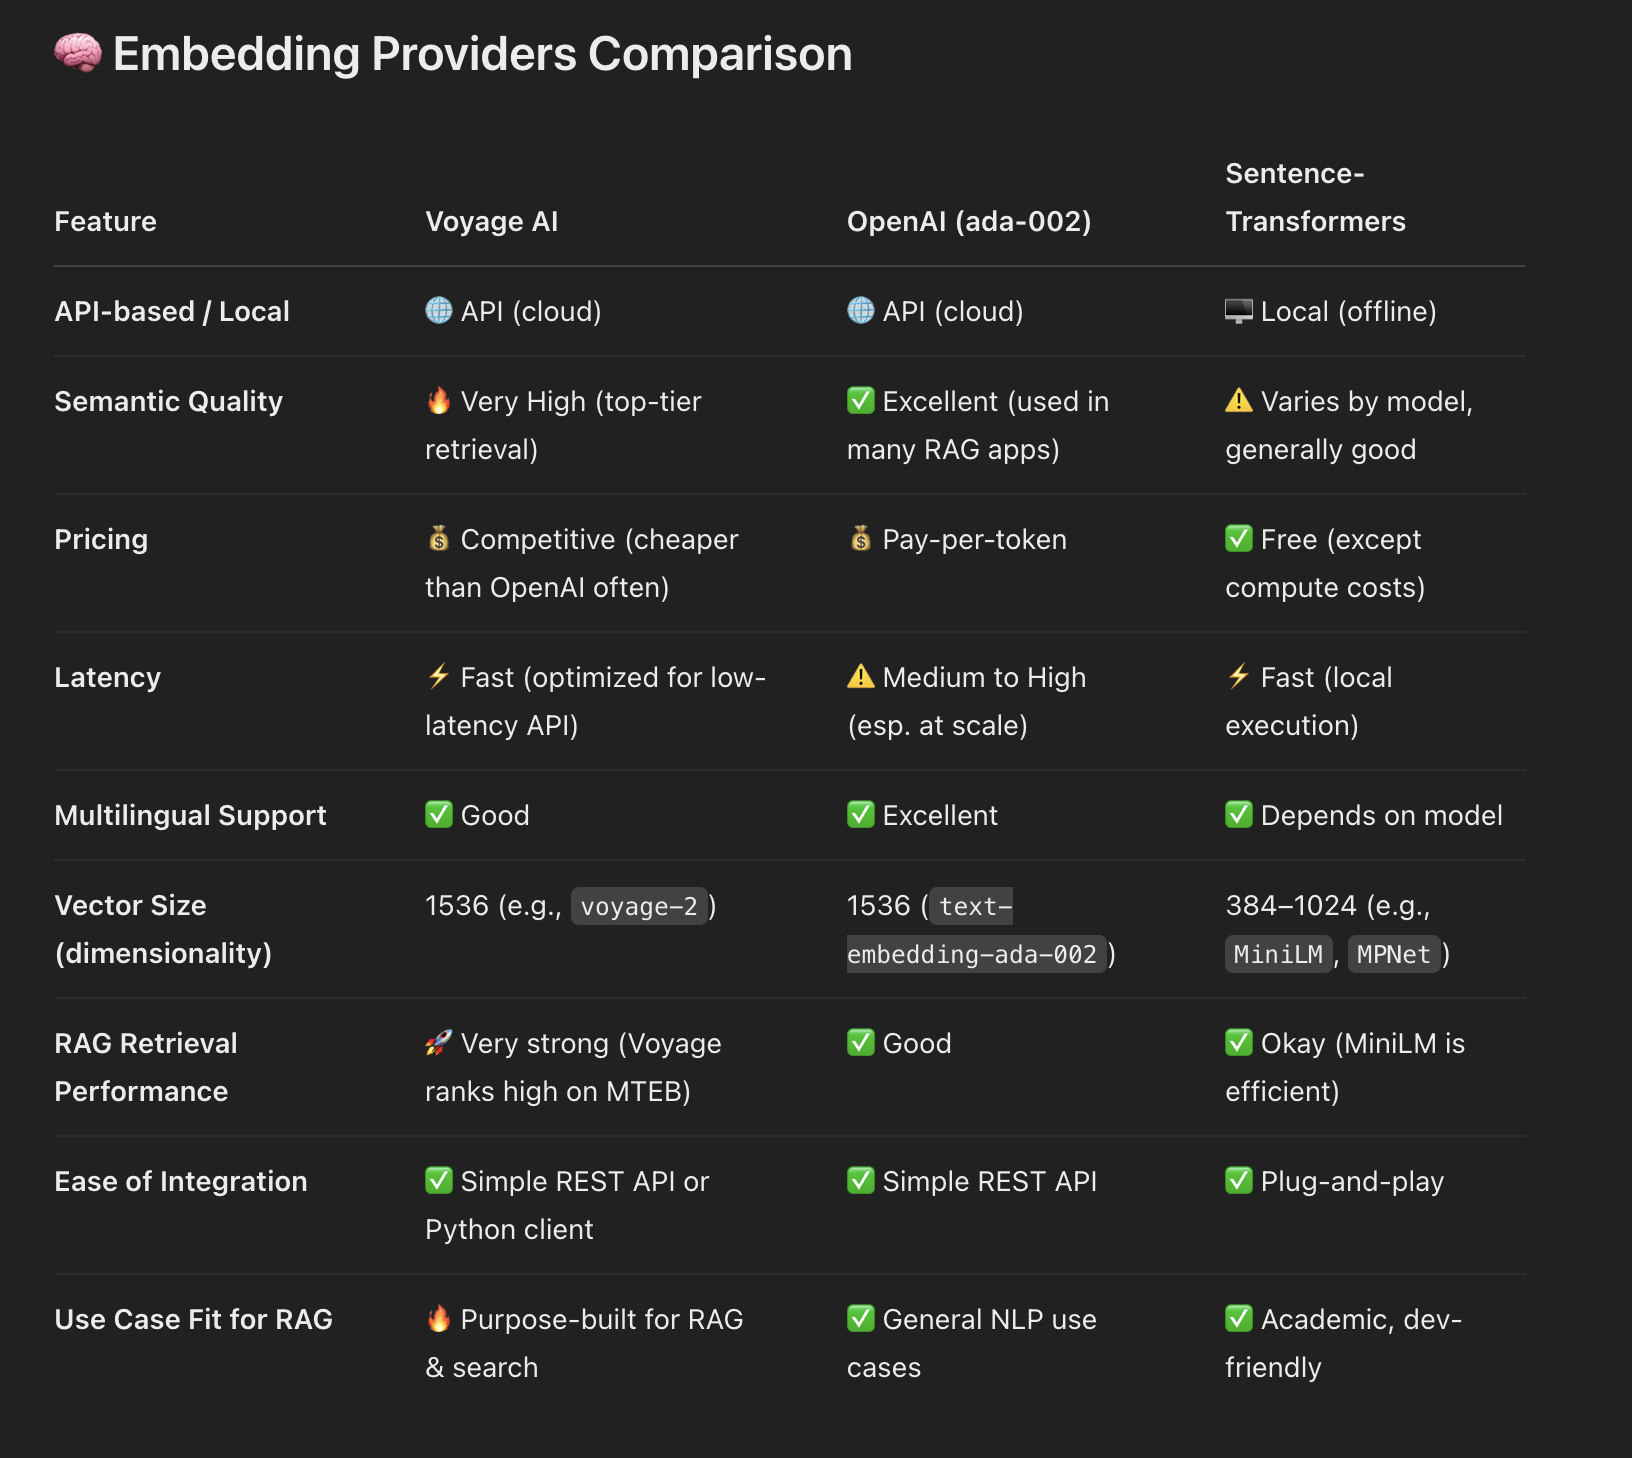 🧠 Embedding Providers Comparison
Sentence-
Feature Voyage AI OpenAI (ada-002) Transformers
API-based / Local 🌐 API (cloud) 🌐 API (cloud) 🖥️ Local (offline)
Semantic Quality 🔥 Very High (top-tier ✅ Excellent (used in ⚠️ Varies by model,
retrieval) many RAG apps) generally good
Pricing 💰 Competitive (cheaper 💰 Pay-per-token ✅ Free (except
than OpenAI often) compute costs)
Latency ⚡ Fast (optimized for low- ⚠️ Medium to High ⚡ Fast (local
latency API) (esp. at scale) execution)
Multilingual Support ✅ Good ✅ Excellent ✅ Depends on model
Vector Size 1536 (e.g., voyage-2) 1536 (text- 384–1024 (e.g.,
(dimensionality) embedding-ada-002) MiniLM, MPNet)
RAG Retrieval 🚀 Very strong (Voyage ✅ Good ✅ Okay (MiniLM is
Performance ranks high on MTEB) efficient)
Ease of Integration ✅ Simple REST API or ✅ Simple REST API ✅ Plug-and-play
Python client
Use Case Fit for RAG 🔥 Purpose-built for RAG ✅ General NLP use ✅ Academic, dev-
& search cases friendly